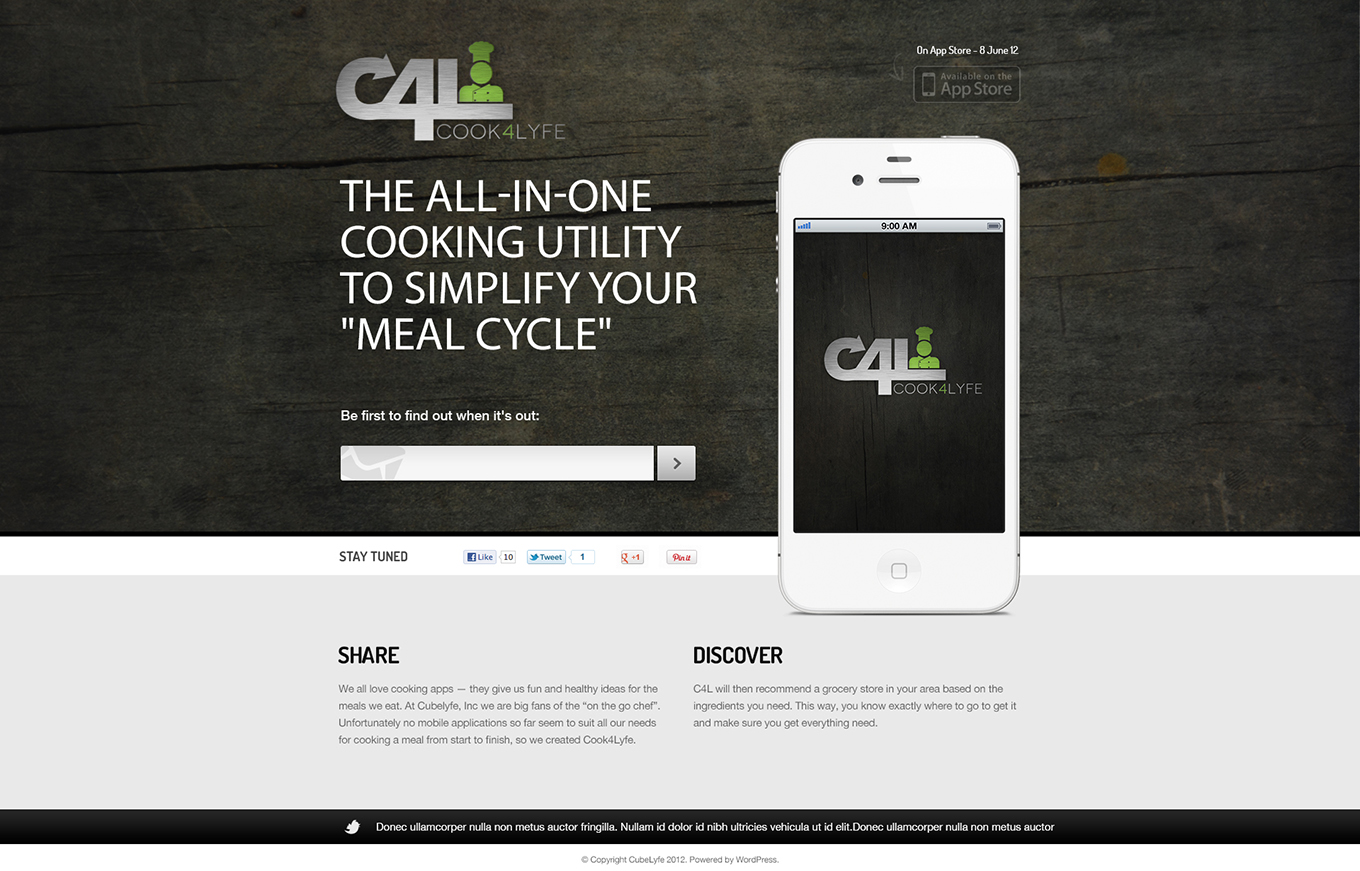 C4L
COOK4LYFE
On App Store - 8 June 12
Available on the
App Store
THE ALL-IN-ONE
COOKING UTILITY
TO SIMPLIFY YOUR
"MEAL CYCLE"
Be first to find out when it's out:
9:00 AM
C4L
COOK4LYFE
STAY TUNED
Like 10
Tweet 1
g +1
Pin it
SHARE
We all love cooking apps — they give us fun and healthy ideas for the
meals we eat. At Cubelyfe, Inc we are big fans of the “on the go chef”.
Unfortunately no mobile applications so far seem to suit all our needs
for cooking a meal from start to finish, so we created Cook4Lyfe.
DISCOVER
C4L will then recommend a grocery store in your area based on the
ingredients you need. This way, you know exactly where to go to get it
and make sure you get everything need.
Donec ullamcorper nulla non metus auctor fringilla. Nullam id dolor id nibh ultricies vehicula ut id elit.Donec ullamcorper nulla non metus auctor
© Copyright CubeLyfe 2012. Powered by WordPress.